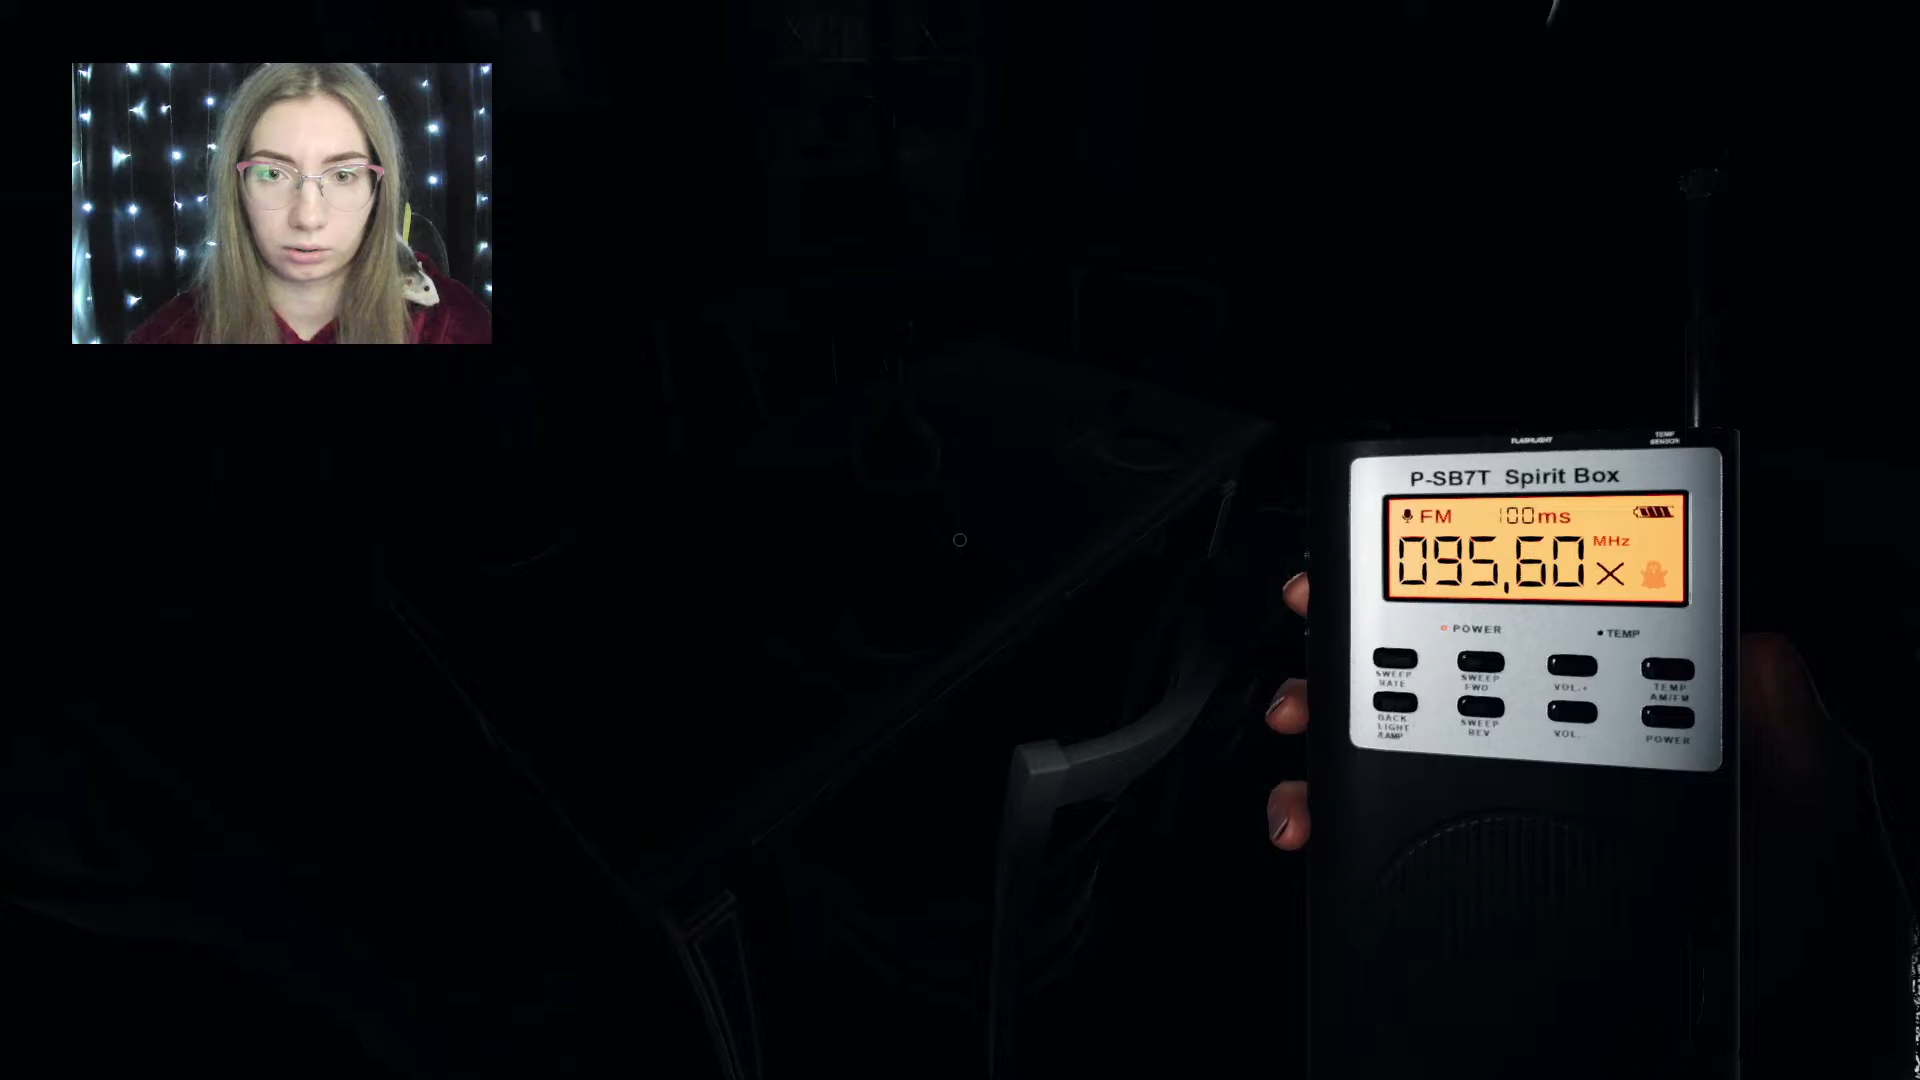 FLASHLIGHT
TEMP
SENSOR
P-SB7T Spirit Box
FM 100ms
095,60 MHz X
POWER
TEMP
SWEEP
RATE
SWEEP
FWD
VOL.+
TEMP
AM/FM
BACK
LIGHT
/LAMP
SWEEP
REV
VOL.-
POWER